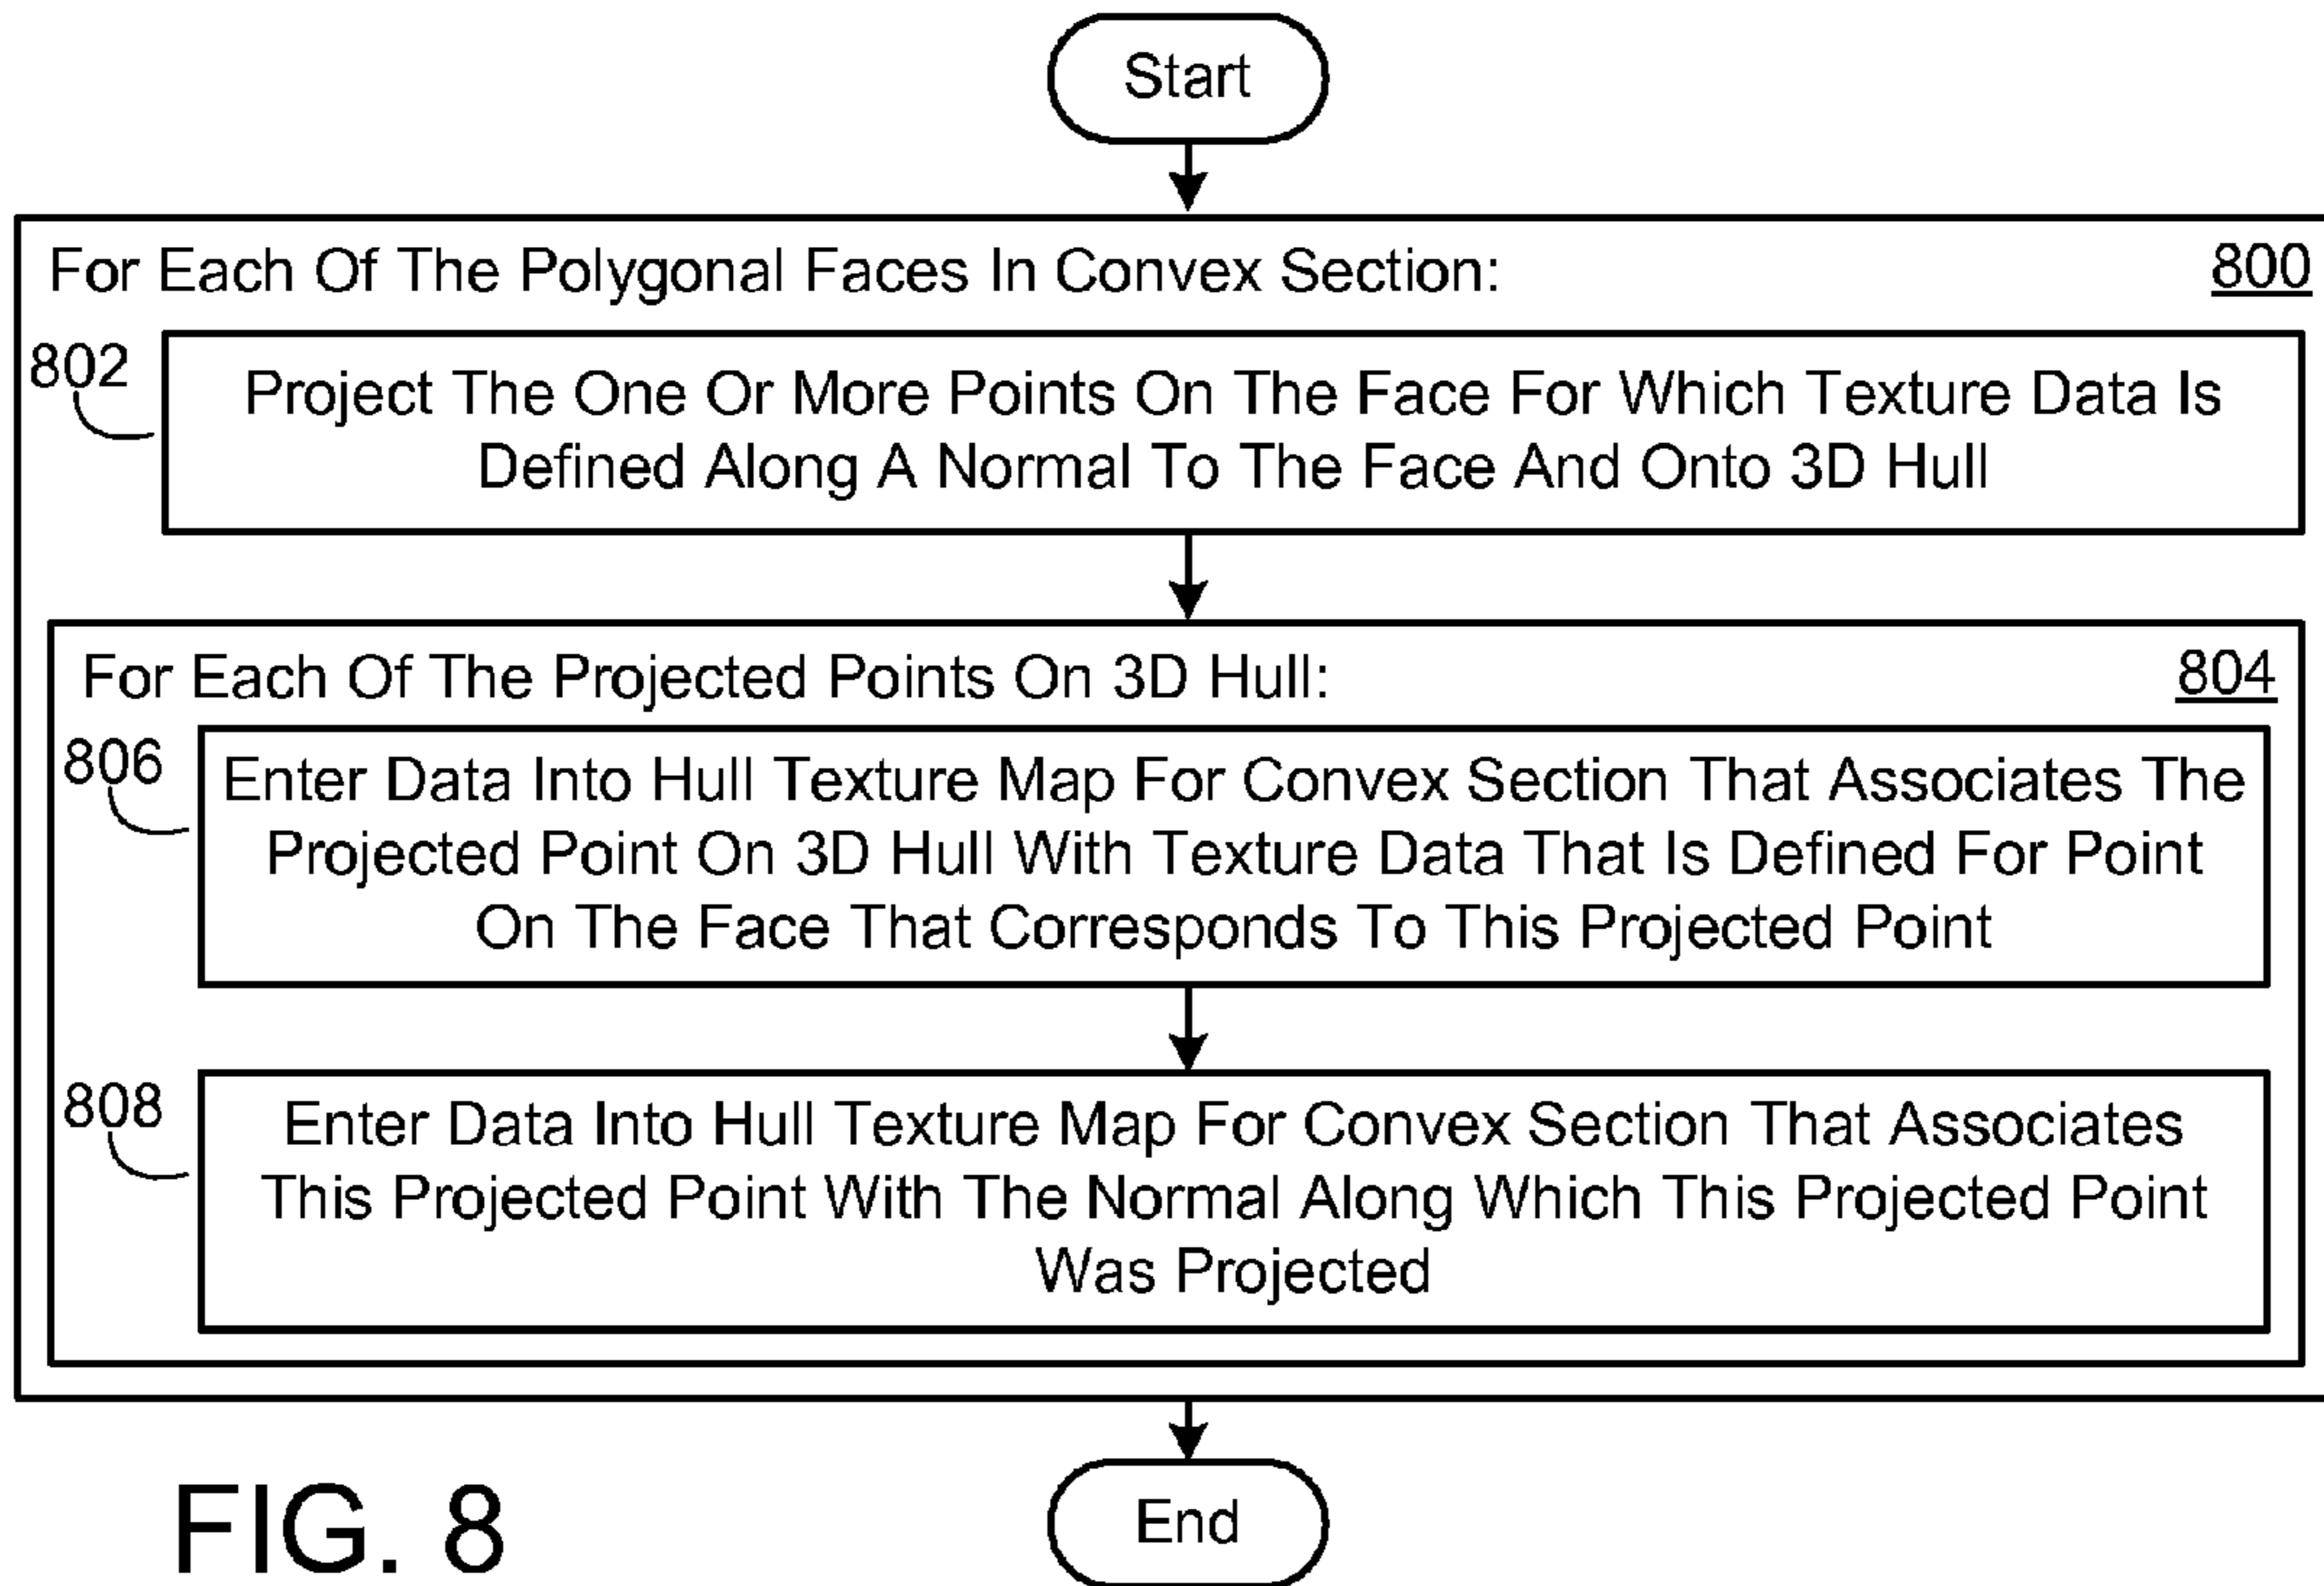 Start
For Each Of The Polygonal Faces In Convex Section: 800
802
Project The One Or More Points On The Face For Which Texture Data Is
Defined Along A Normal To The Face And Onto 3D Hull
For Each Of The Projected Points On 3D Hull: 804
806
Enter Data Into Hull Texture Map For Convex Section That Associates The
Projected Point On 3D Hull With Texture Data That Is Defined For Point
On The Face That Corresponds To This Projected Point
808
Enter Data Into Hull Texture Map For Convex Section That Associates
This Projected Point With The Normal Along Which This Projected Point
Was Projected
End
FIG. 8